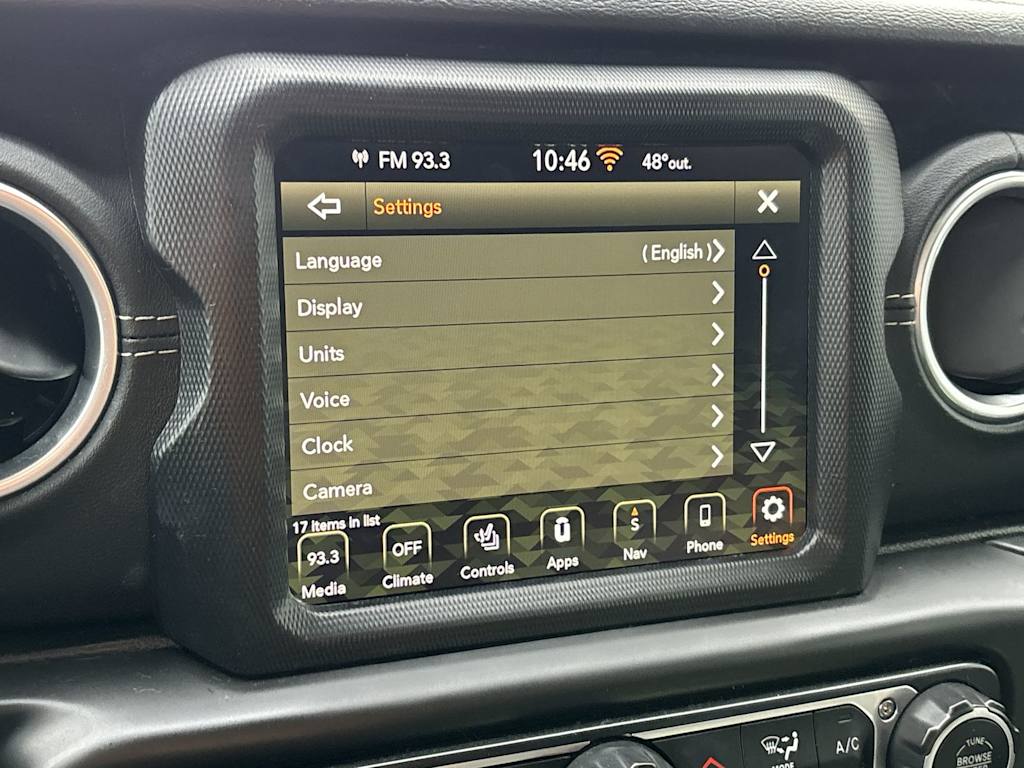 FM 93.3 10:46 48° out.
Settings
Language (English)
Display
Units
Voice
Clock
Camera
17 Items in list
93.3 OFF S
Media Climate Controls Apps Nav Phone Settings
MODE A/C
TUNE
BROWSE